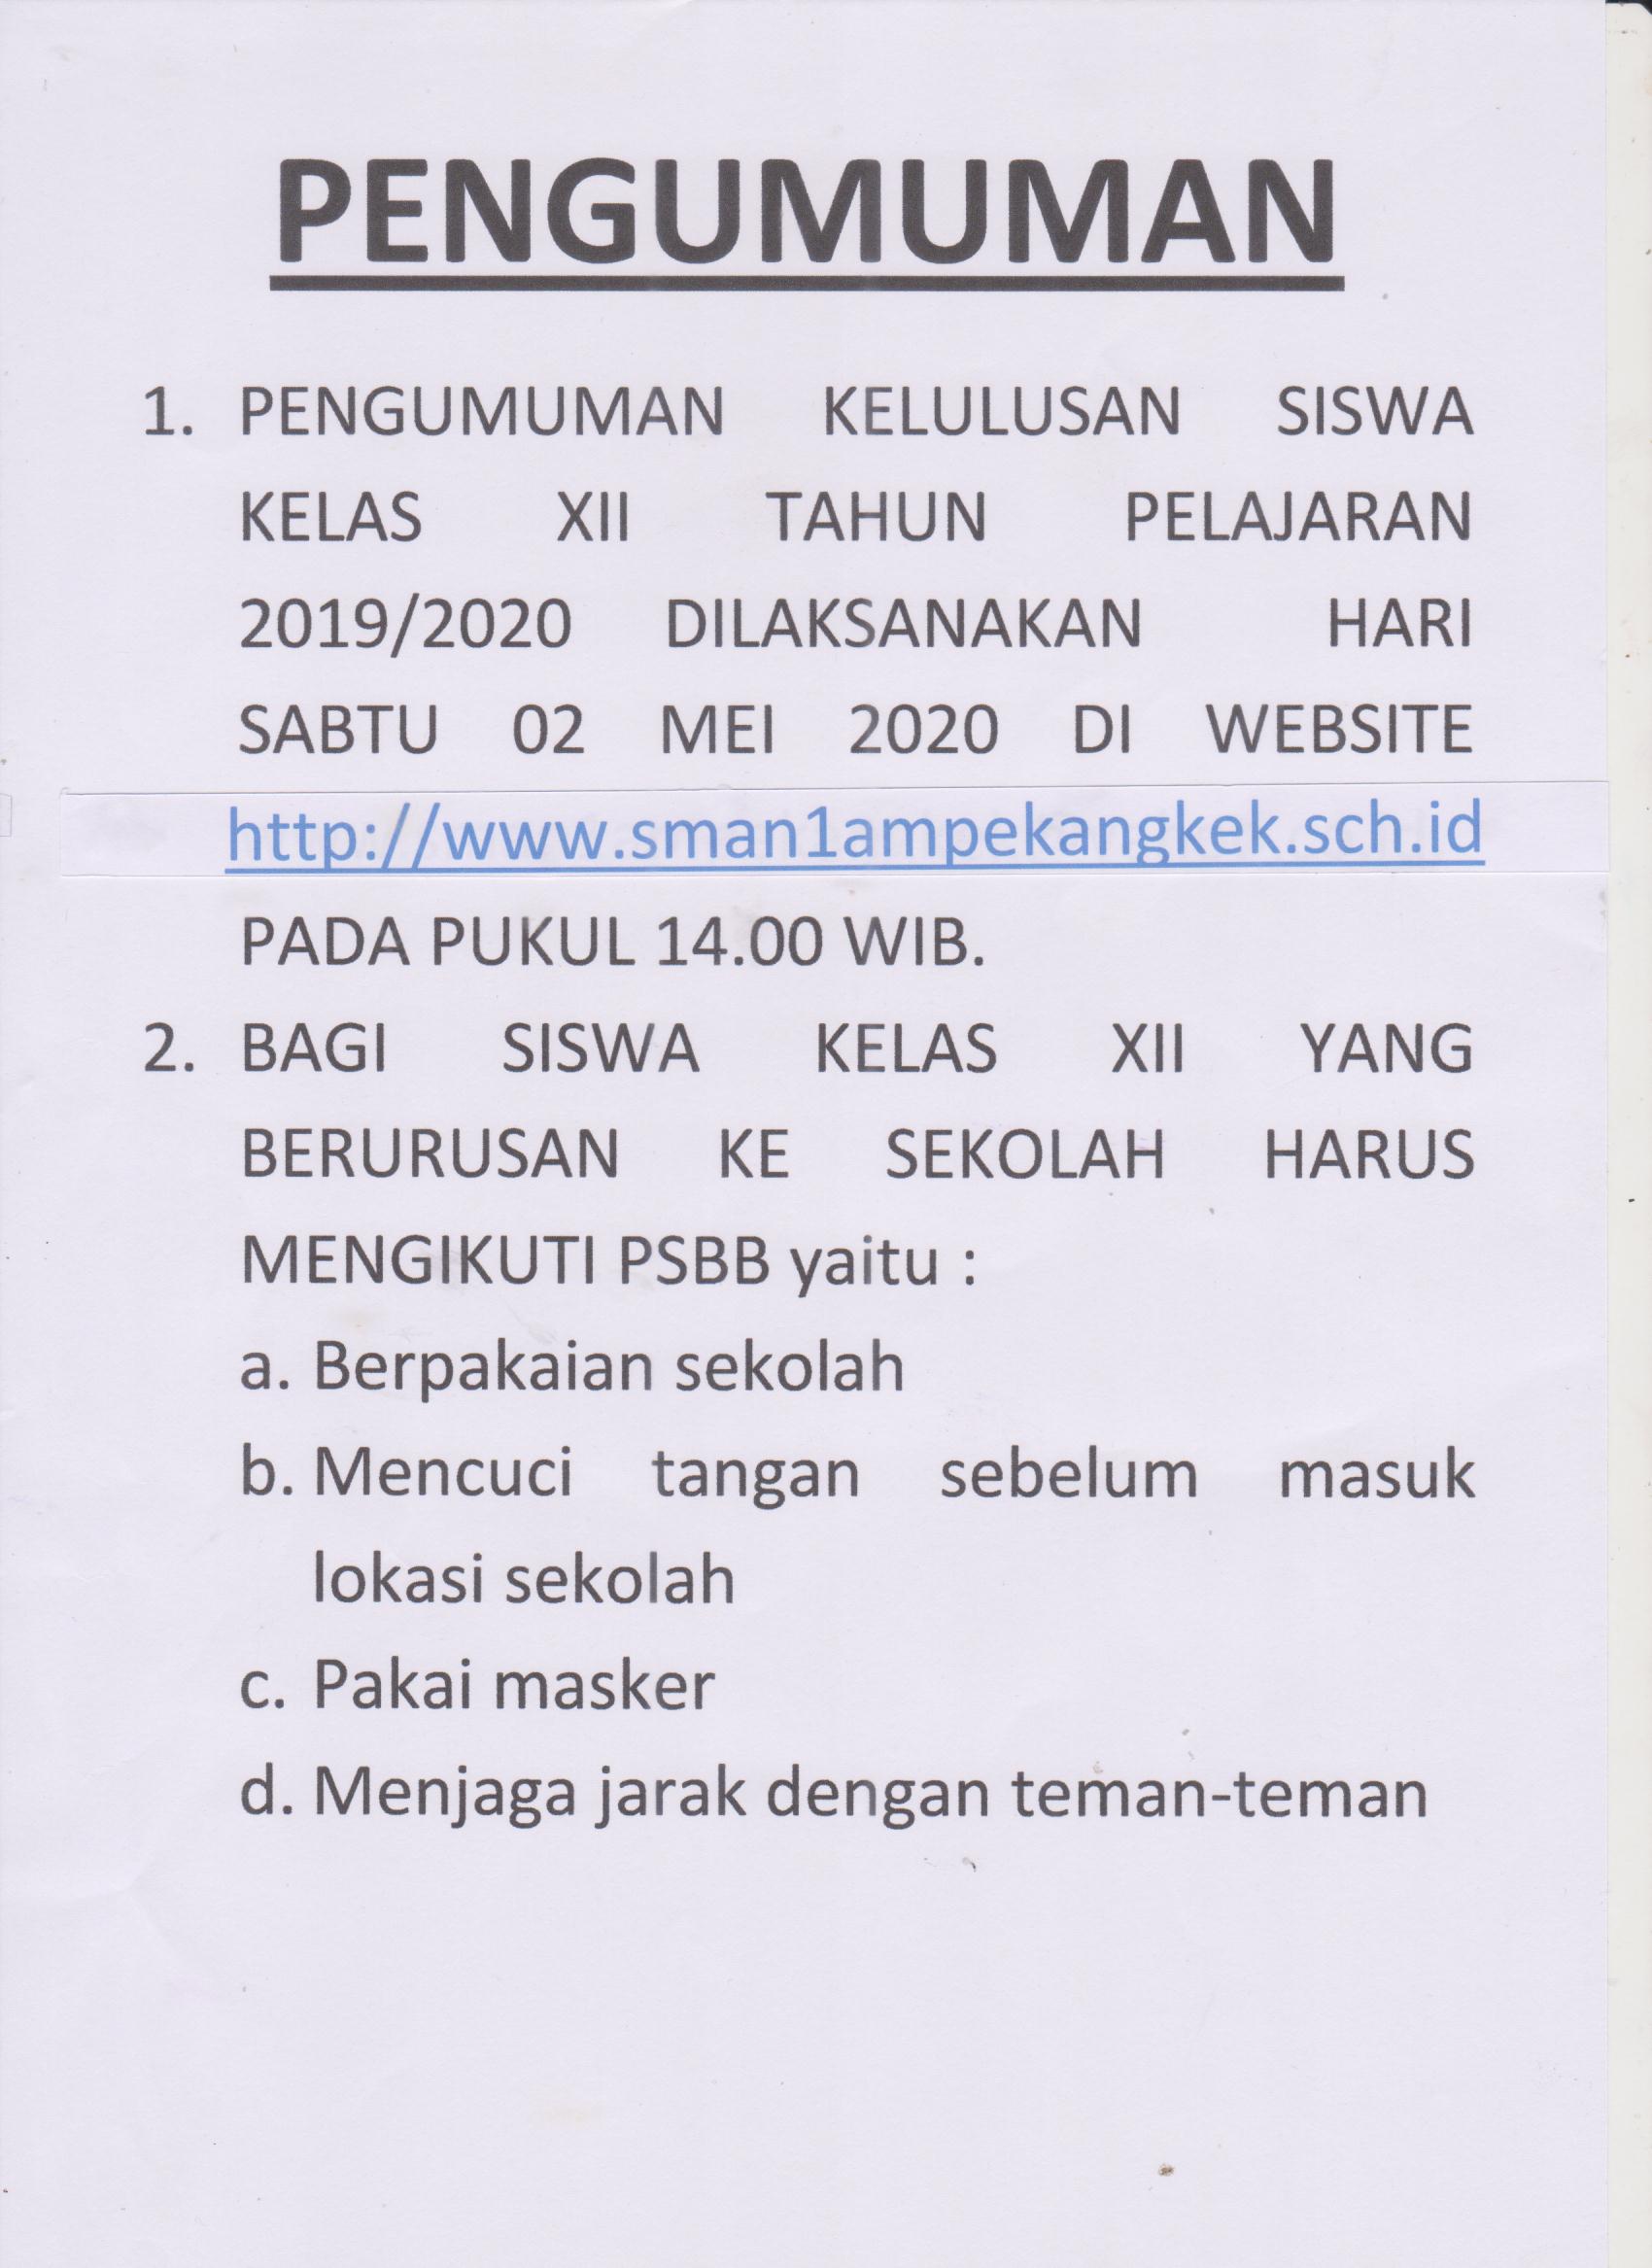 PENGUMUMAN
1. PENGUMUMAN KELULUSAN SISWA
KELAS XII TAHUN PELAJARAN
2019/2020 DILAKSANAKAN HARI
SABTU 02 MEI 2020 DI WEBSITE
http://www.sman1ampekangkek.sch.id
PADA PUKUL 14.00 WIB.
2. BAGI SISWA KELAS XII YANG
BERURUSAN KE SEKOLAH HARUS
MENGIKUTI PSBB yaitu :
a. Berpakaian sekolah
b. Mencuci tangan sebelum masuk
lokasi sekolah
c. Pakai masker
d. Menjaga jarak dengan teman-teman